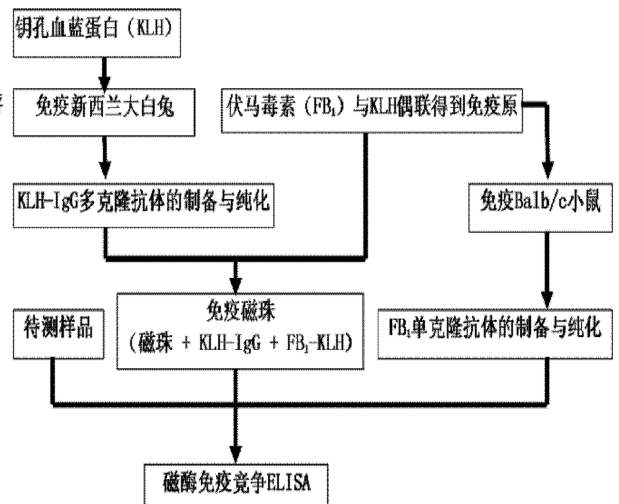 钥孔血蓝蛋白（KLH）
免疫新西兰大白兔
伏马毒素（FB₁）与KLH偶联得到免疫原
KLH-IgG多克隆抗体的制备与纯化
免疫Balb/c小鼠
待测样品
免疫磁珠
（磁珠 + KLH-IgG + FB₁-KLH）
FB₁单克隆抗体的制备与纯化
磁酶免疫竞争ELISA